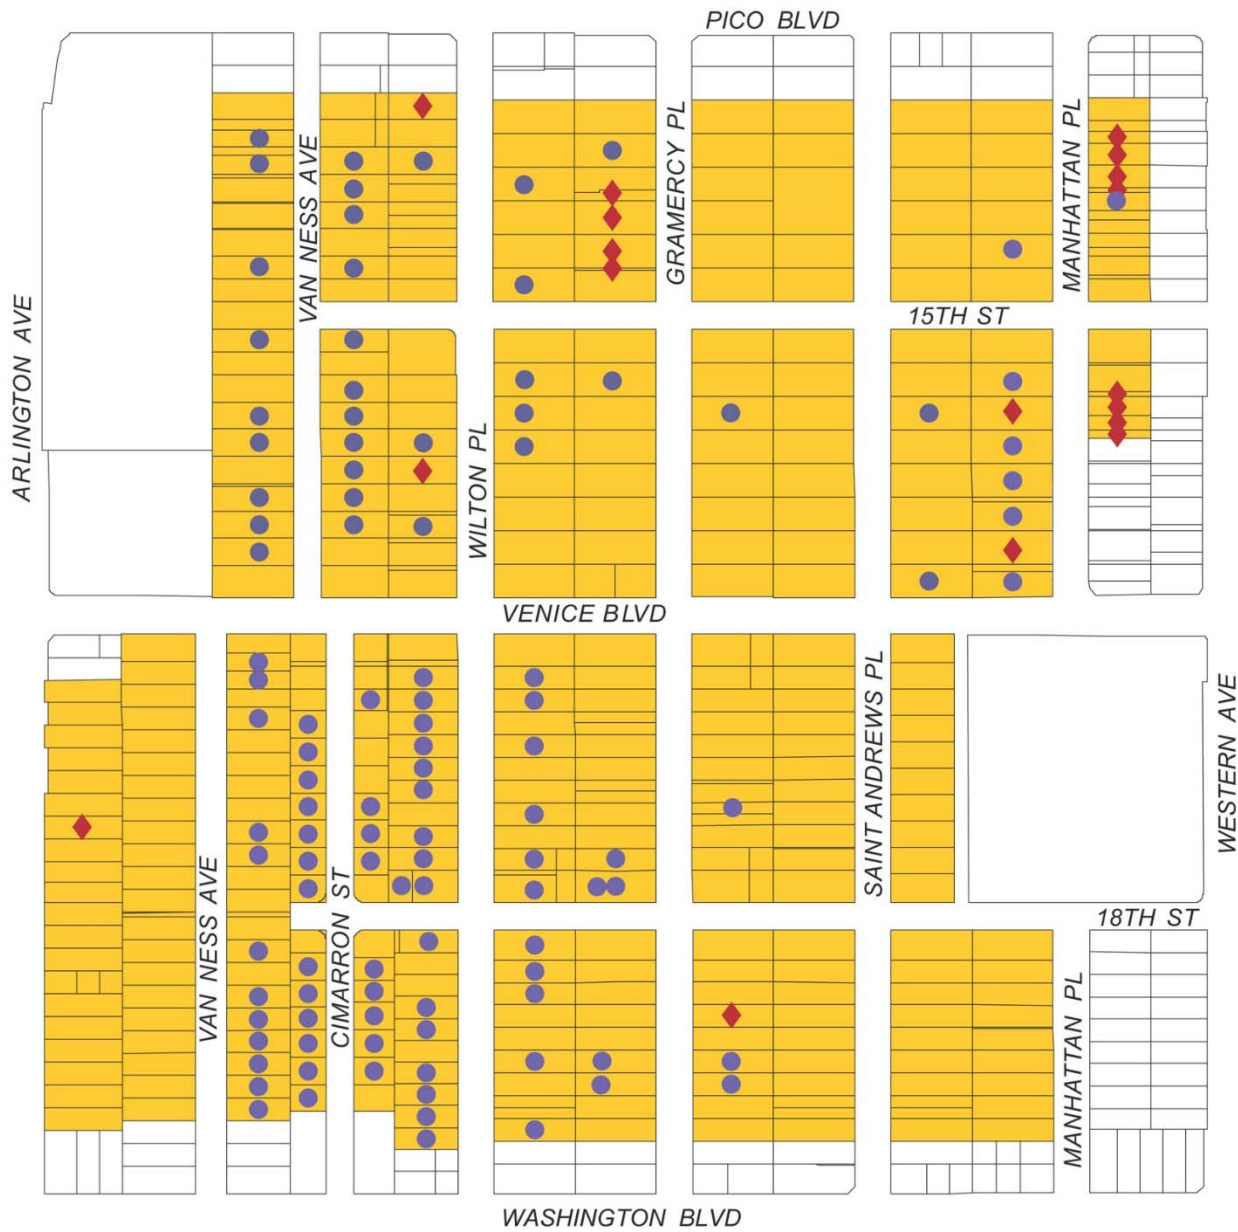 PICO BLVD
VAN NESS AVE
GRAMERCY PL
MANHATTAN PL
15TH ST
ARLINGTON AVE
WILTON PL
VENICE BLVD
SAINT ANDREWS PL
WESTERN AVE
VAN NESS AVE
CIMARRON ST
18TH ST
MANHATTAN PL
WASHINGTON BLVD